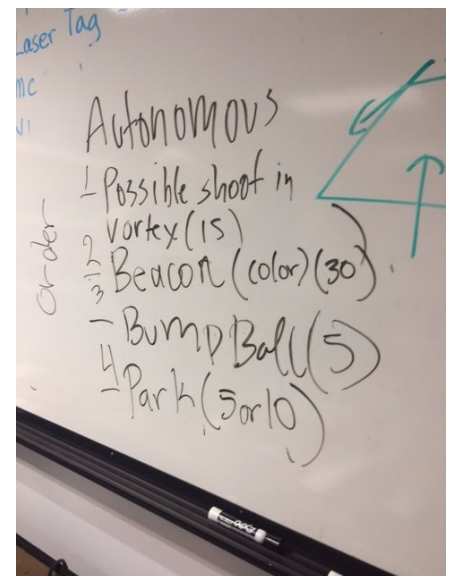 Laser Tag
Autonomous
1 Possible shoot in
Vortex (15)
2 Beacon (color) (30)
3 - Bump Ball (5)
4 - Park (5 or 10)
order
EXPO